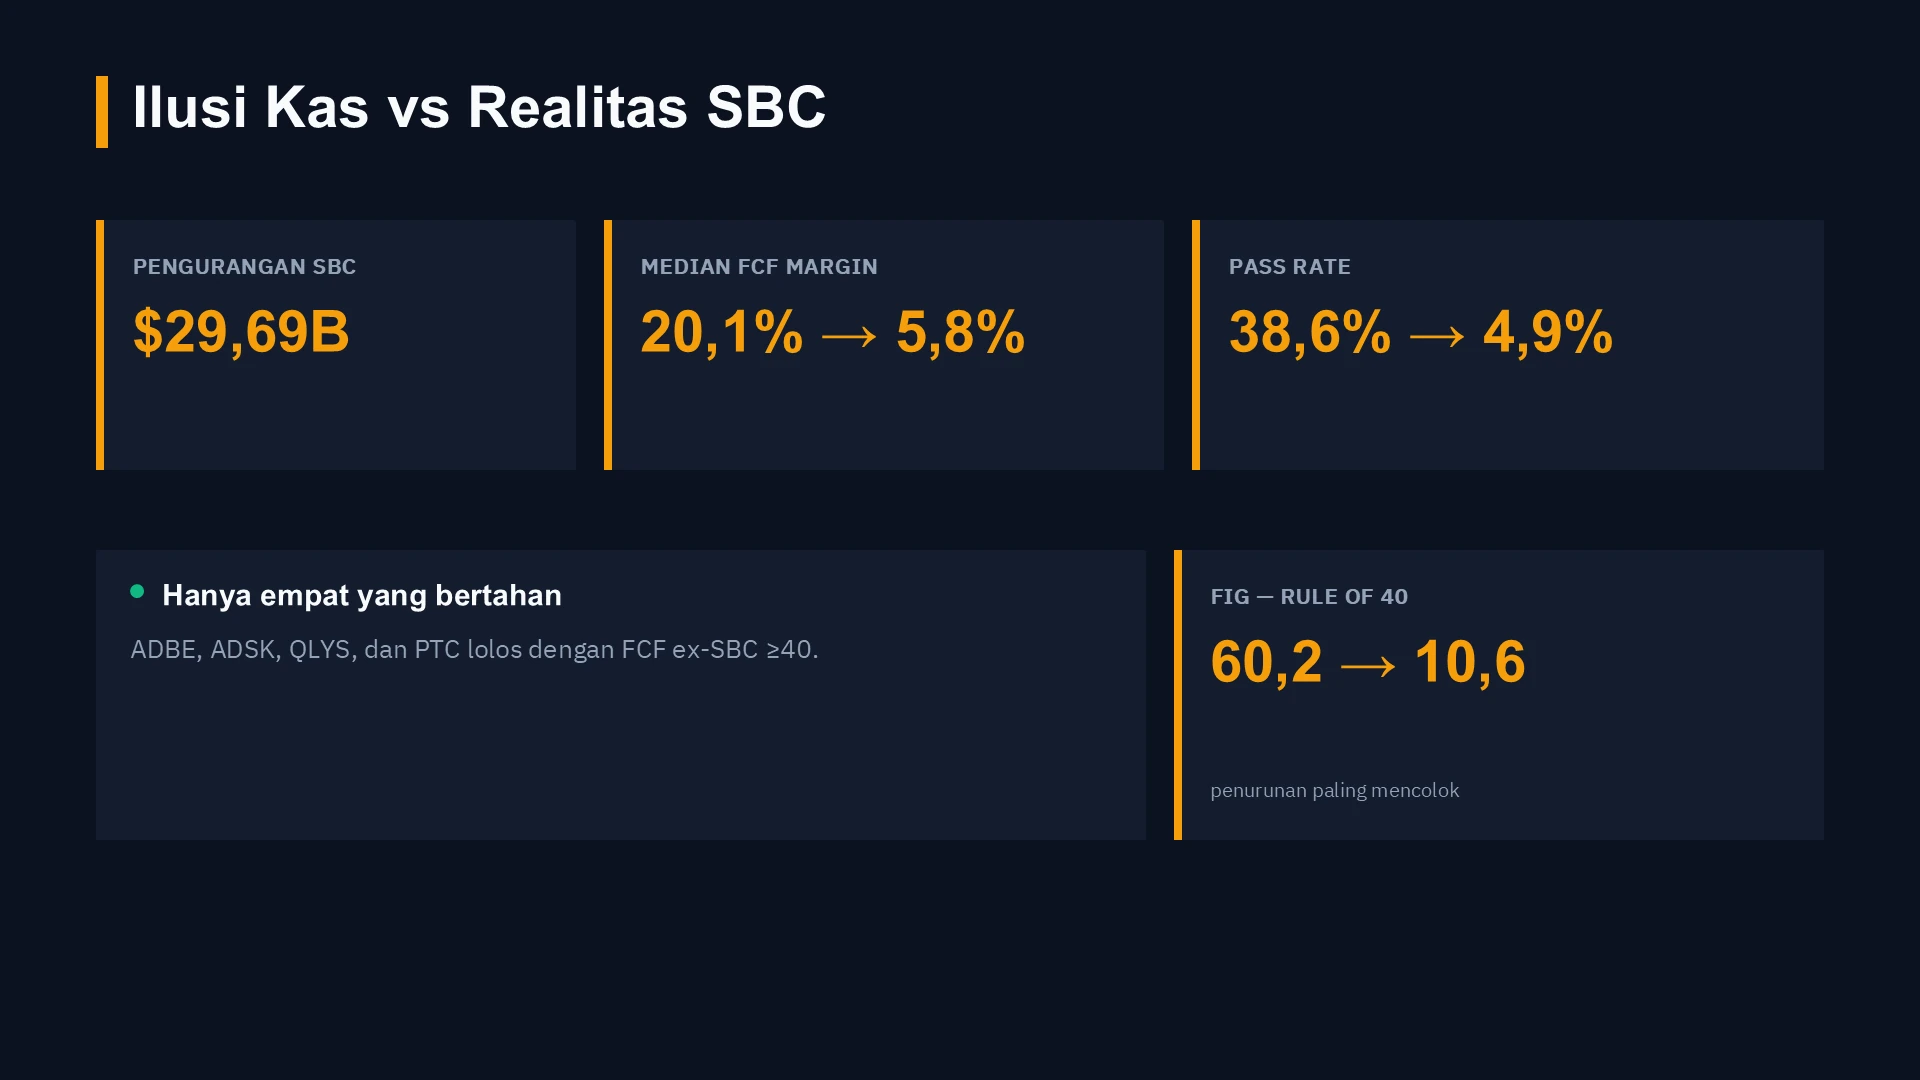 Ilusi Kas vs Realitas SBC
PENGURANGAN SBC
$29,69B
MEDIAN FCF MARGIN
20,1% → 5,8%
PASS RATE
38,6% → 4,9%
Hanya empat yang bertahan
ADBE, ADSK, QLYS, dan PTC lolos dengan FCF ex-SBC ≥40.
FIG — RULE OF 40
60,2 → 10,6
penurunan paling mencolok